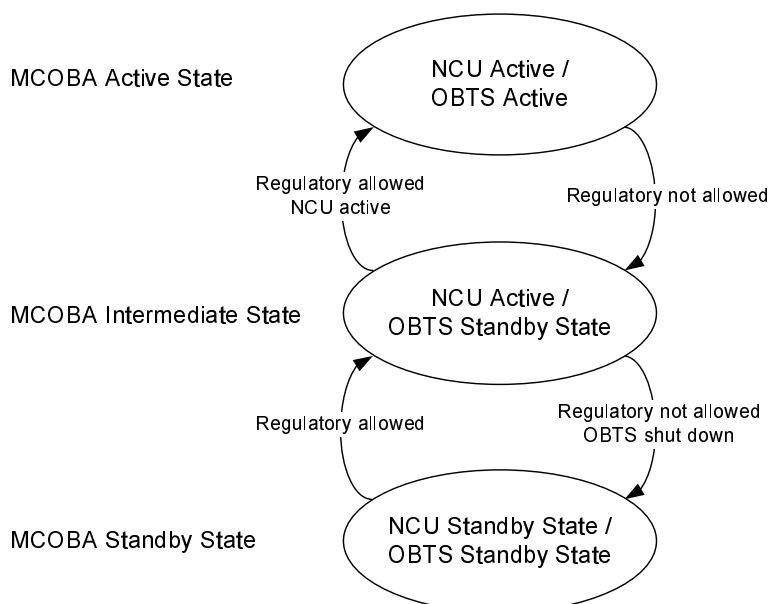 MCOBA Active State
NCU Active /
OBTS Active
Regulatory allowed
NCU active
Regulatory not allowed
MCOBA Intermediate State
NCU Active /
OBTS Standby State
Regulatory allowed
Regulatory not allowed
OBTS shut down
MCOBA Standby State
NCU Standby State /
OBTS Standby State